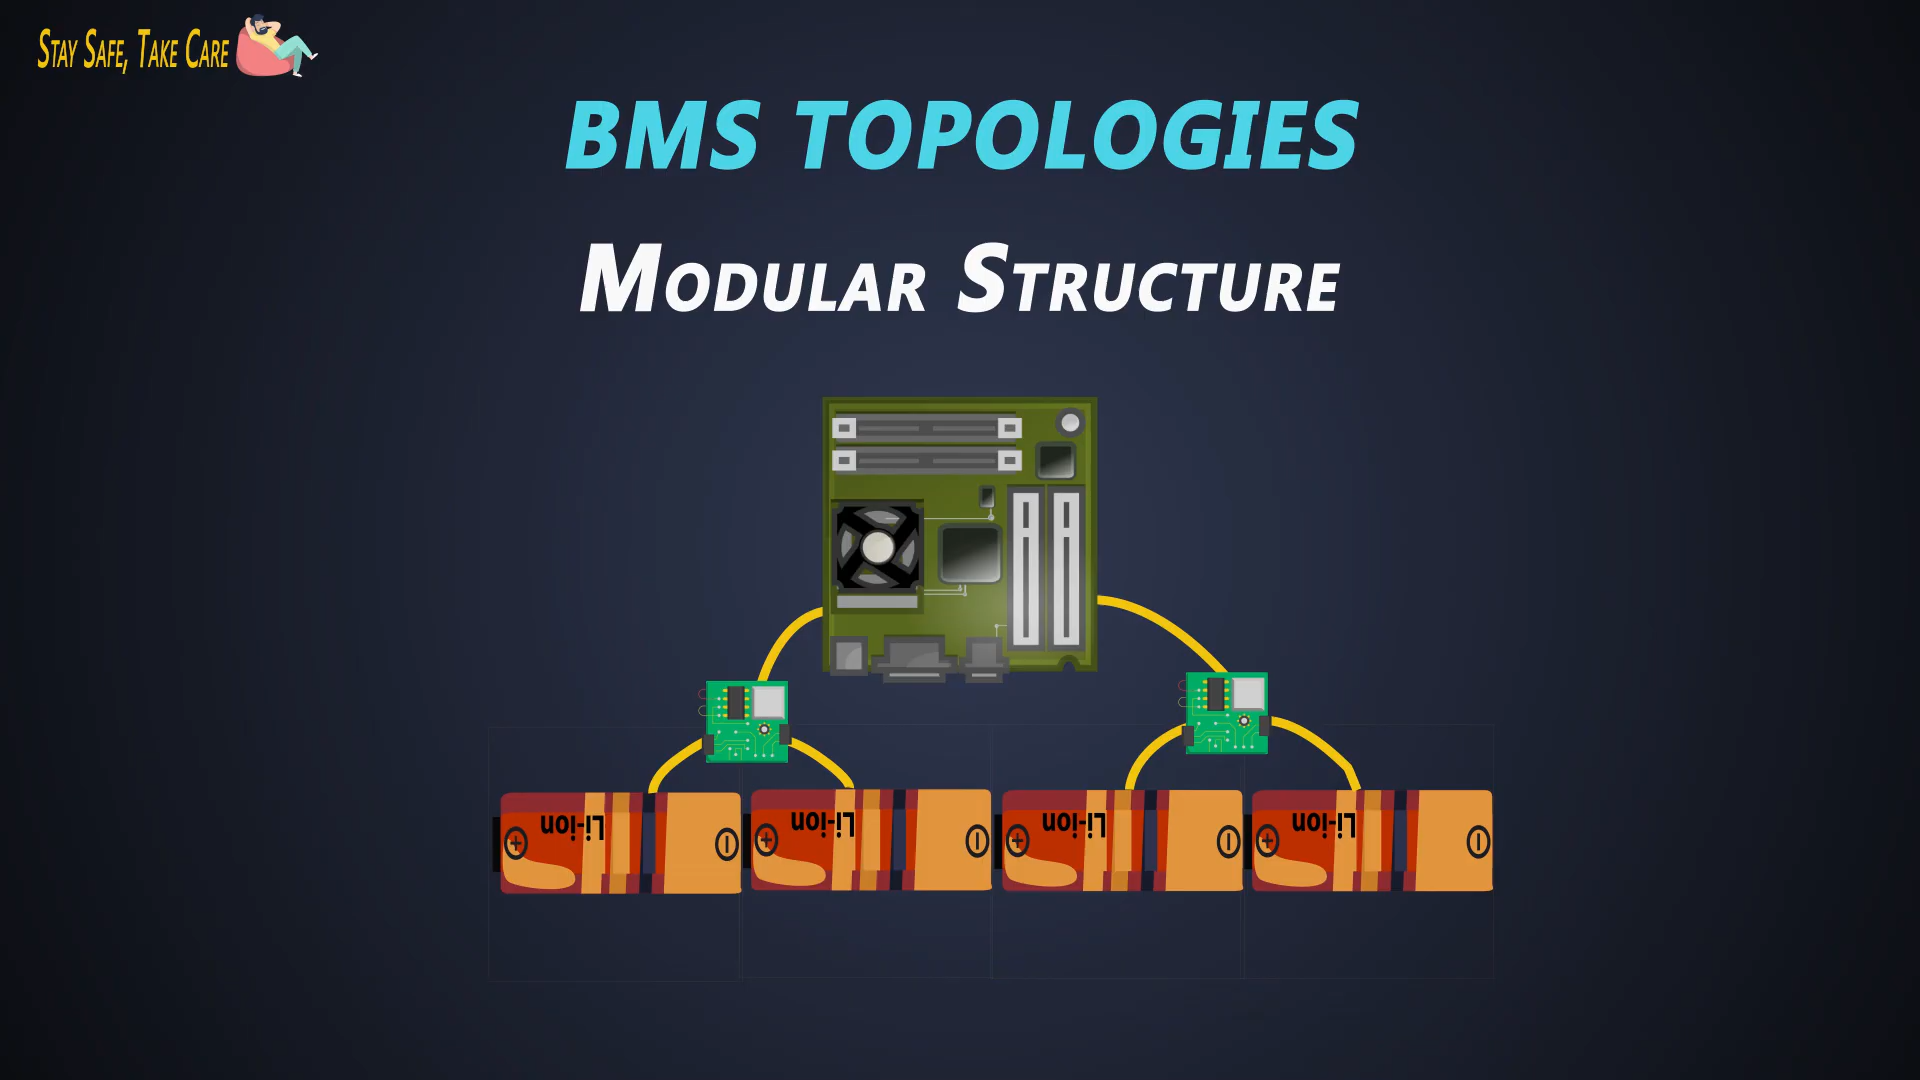 Stay Safe, Take Care
BMS TOPOLOGIES
Modular Structure
Li-ion
Li-ion
Li-ion
Li-ion